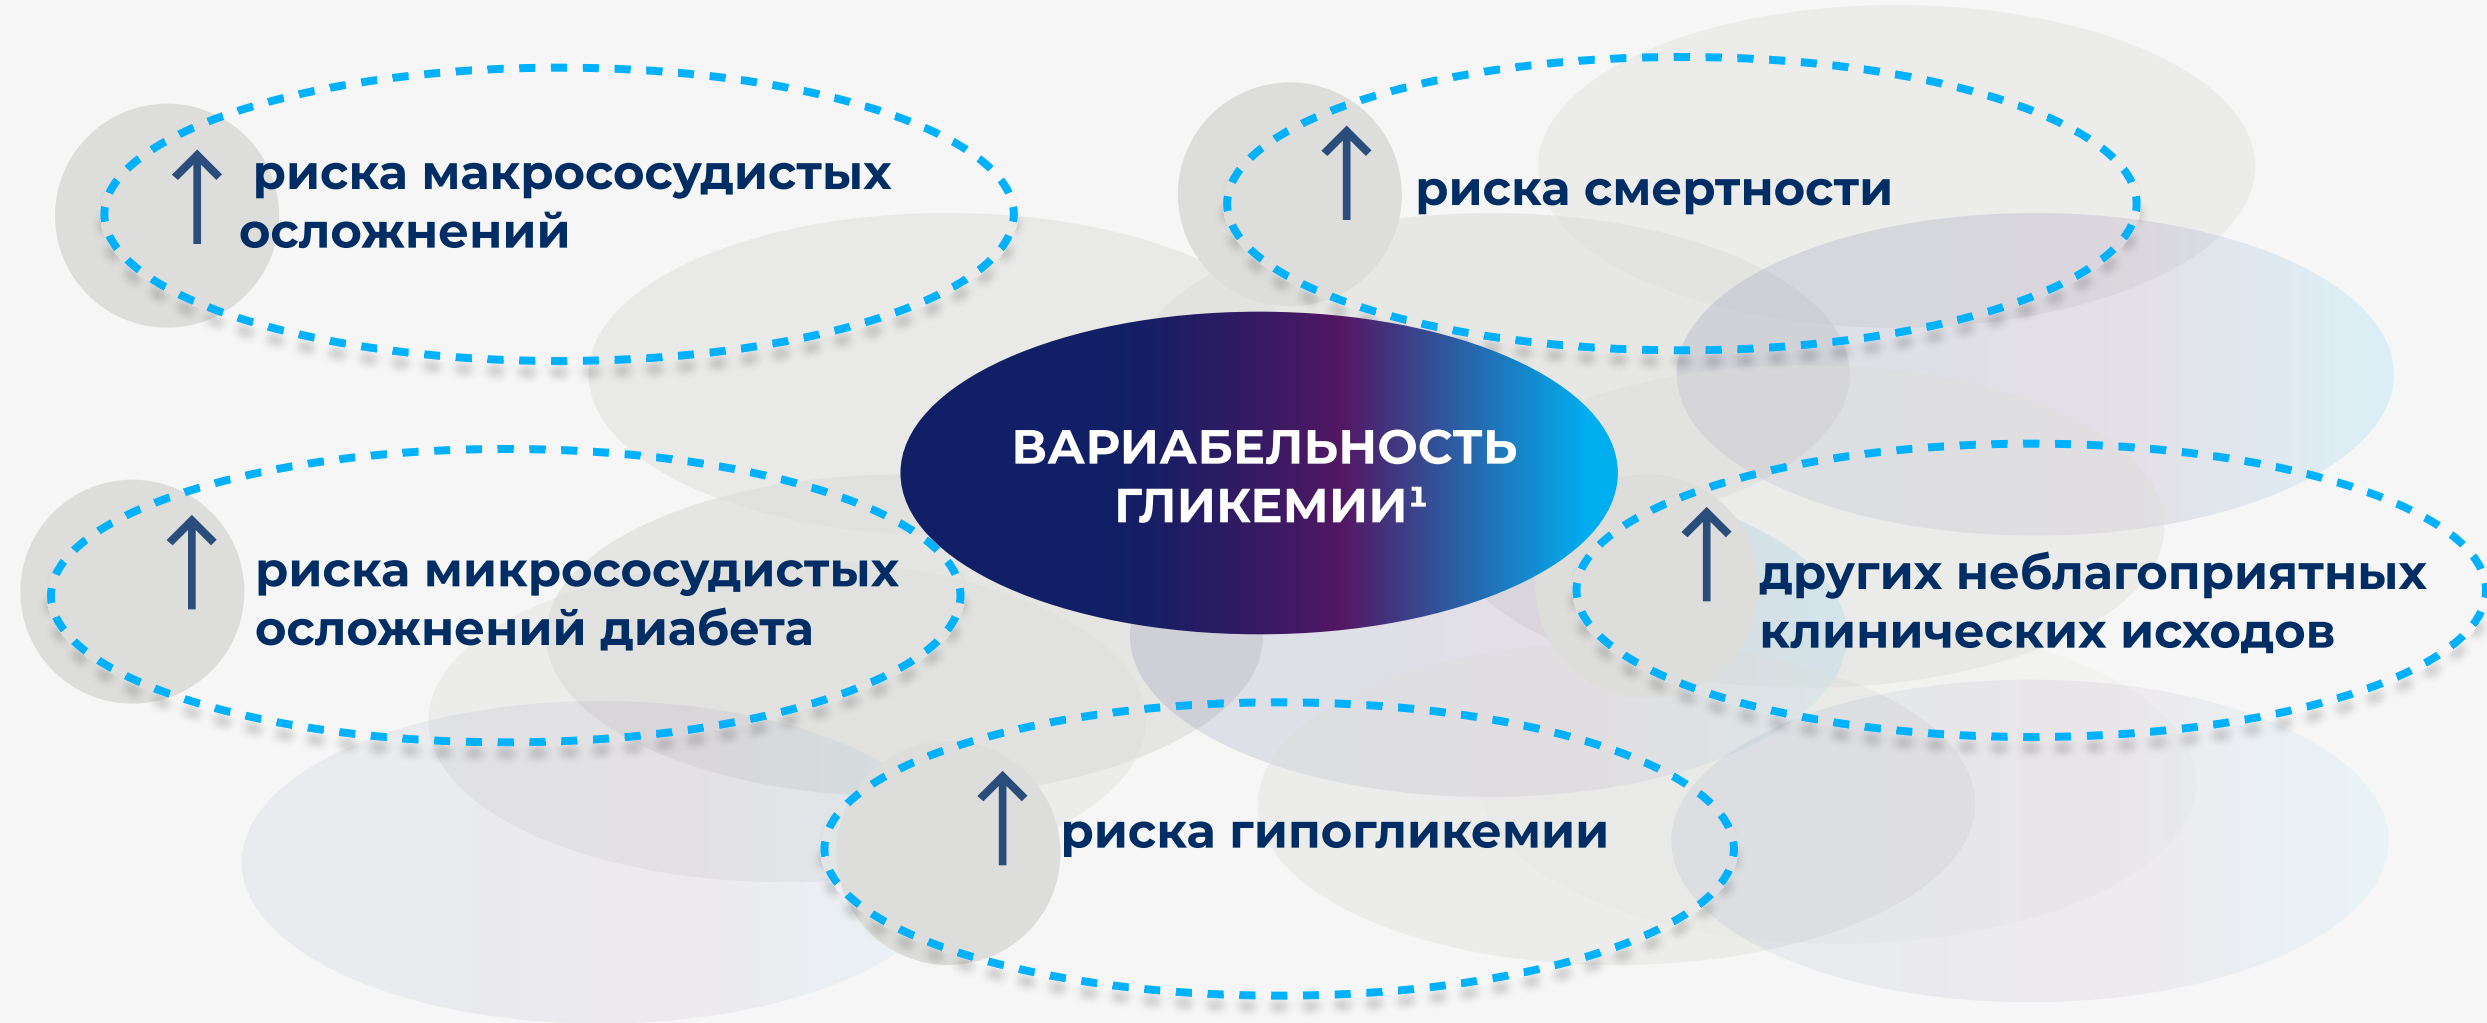 риска макрососудистых
осложнений
риска смертности
ВАРИАБЕЛЬНОСТЬ
ГЛИКЕМИИ¹
риска микрососудистых
осложнений диабета
других неблагоприятных
клинических исходов
риска гипогликемии